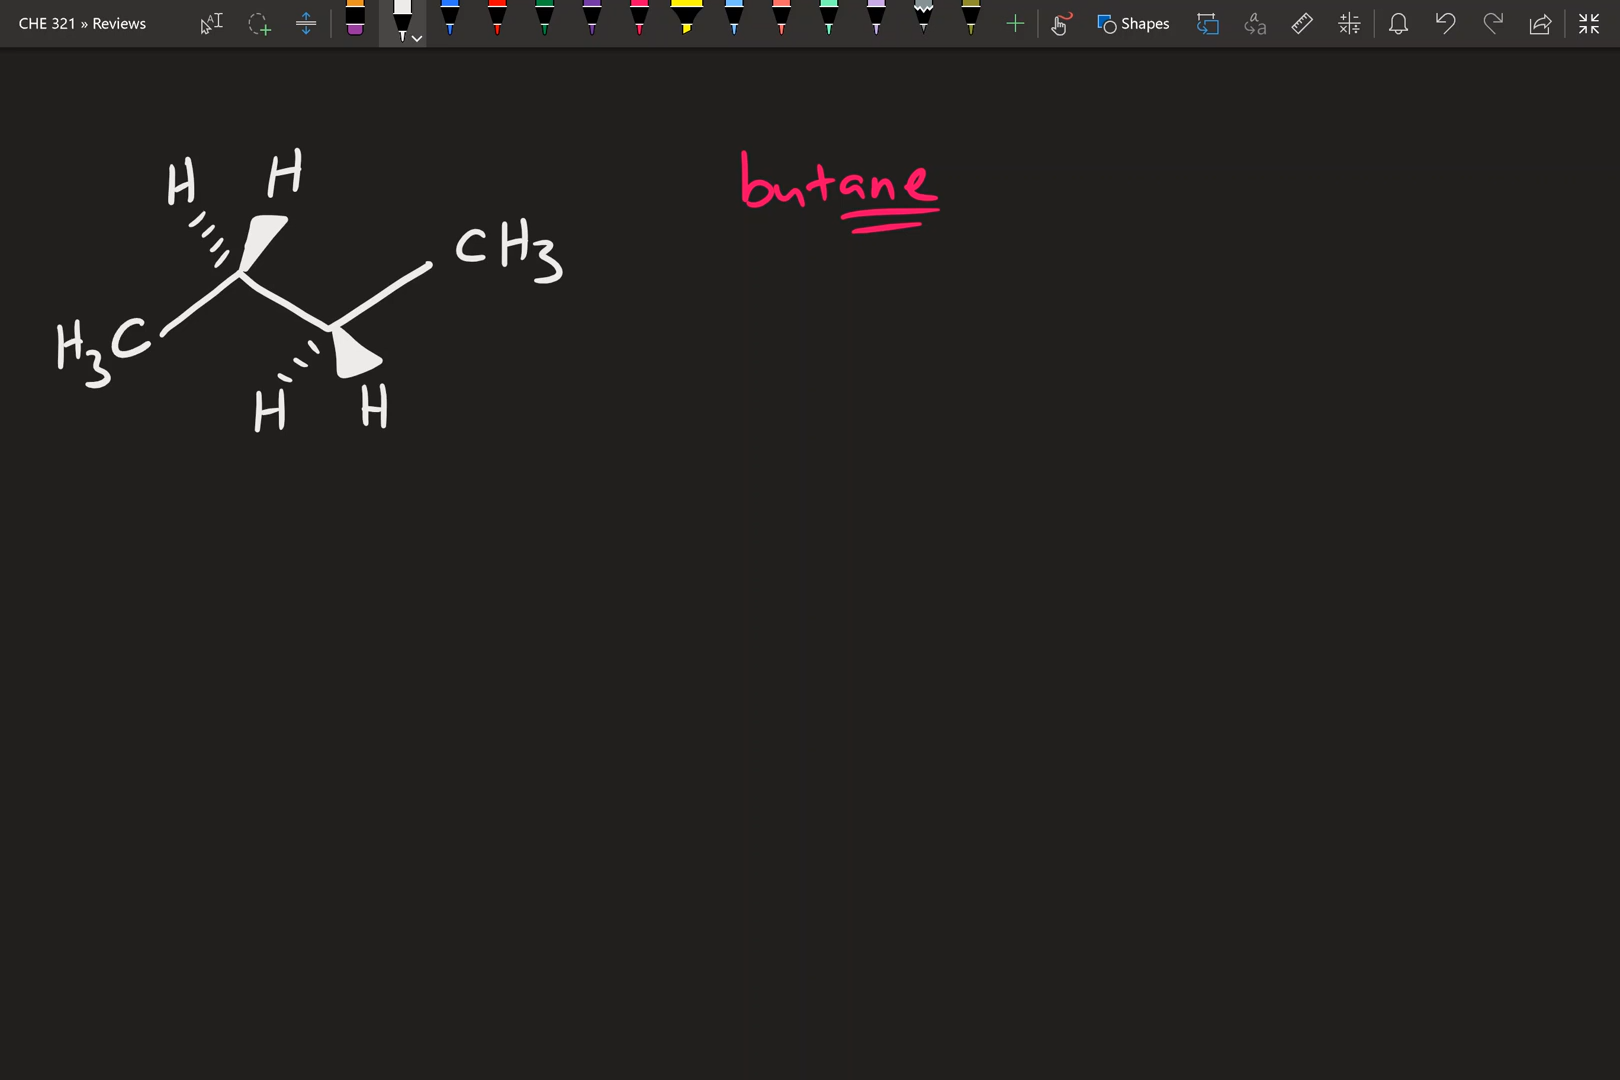 CHE 321 » Reviews
Shapes
H H
butane
CH3
H3C
H H